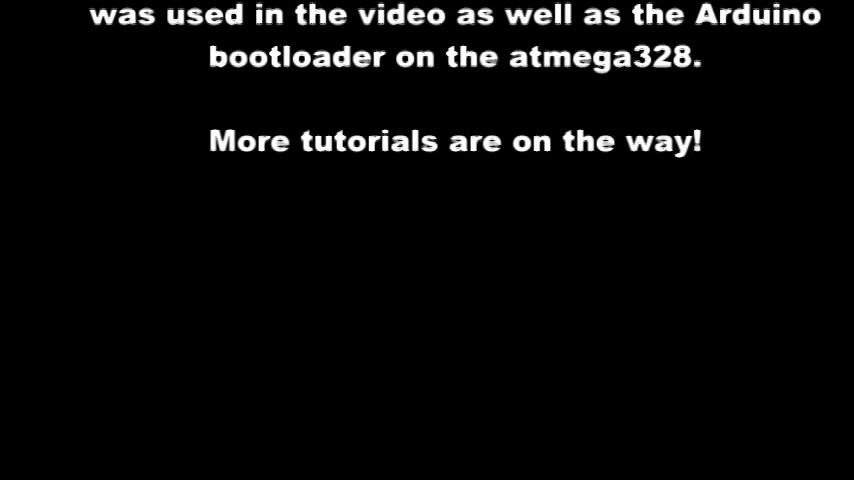 was used in the video as well as the Arduino
bootloader on the atmega328.
More tutorials are on the way!